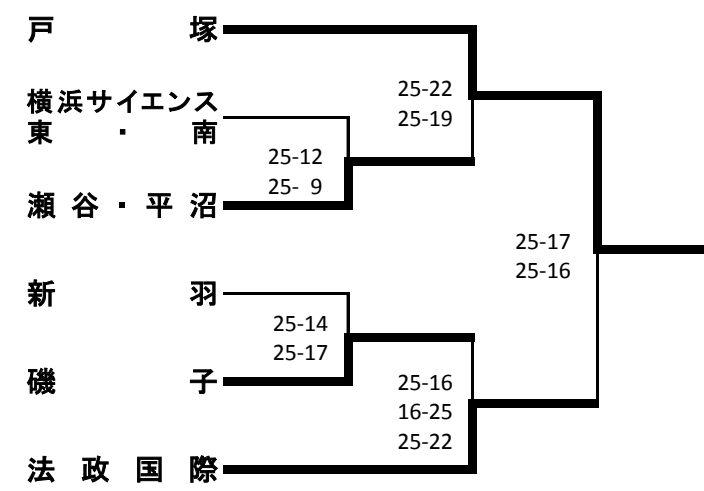 戸塚
横浜サイエンス
東・南
瀬谷・平沼
新羽
磯子
法政国際
25-12
25- 9
25-14
25-17
25-22
25-19
25-16
16-25
25-22
25-17
25-16